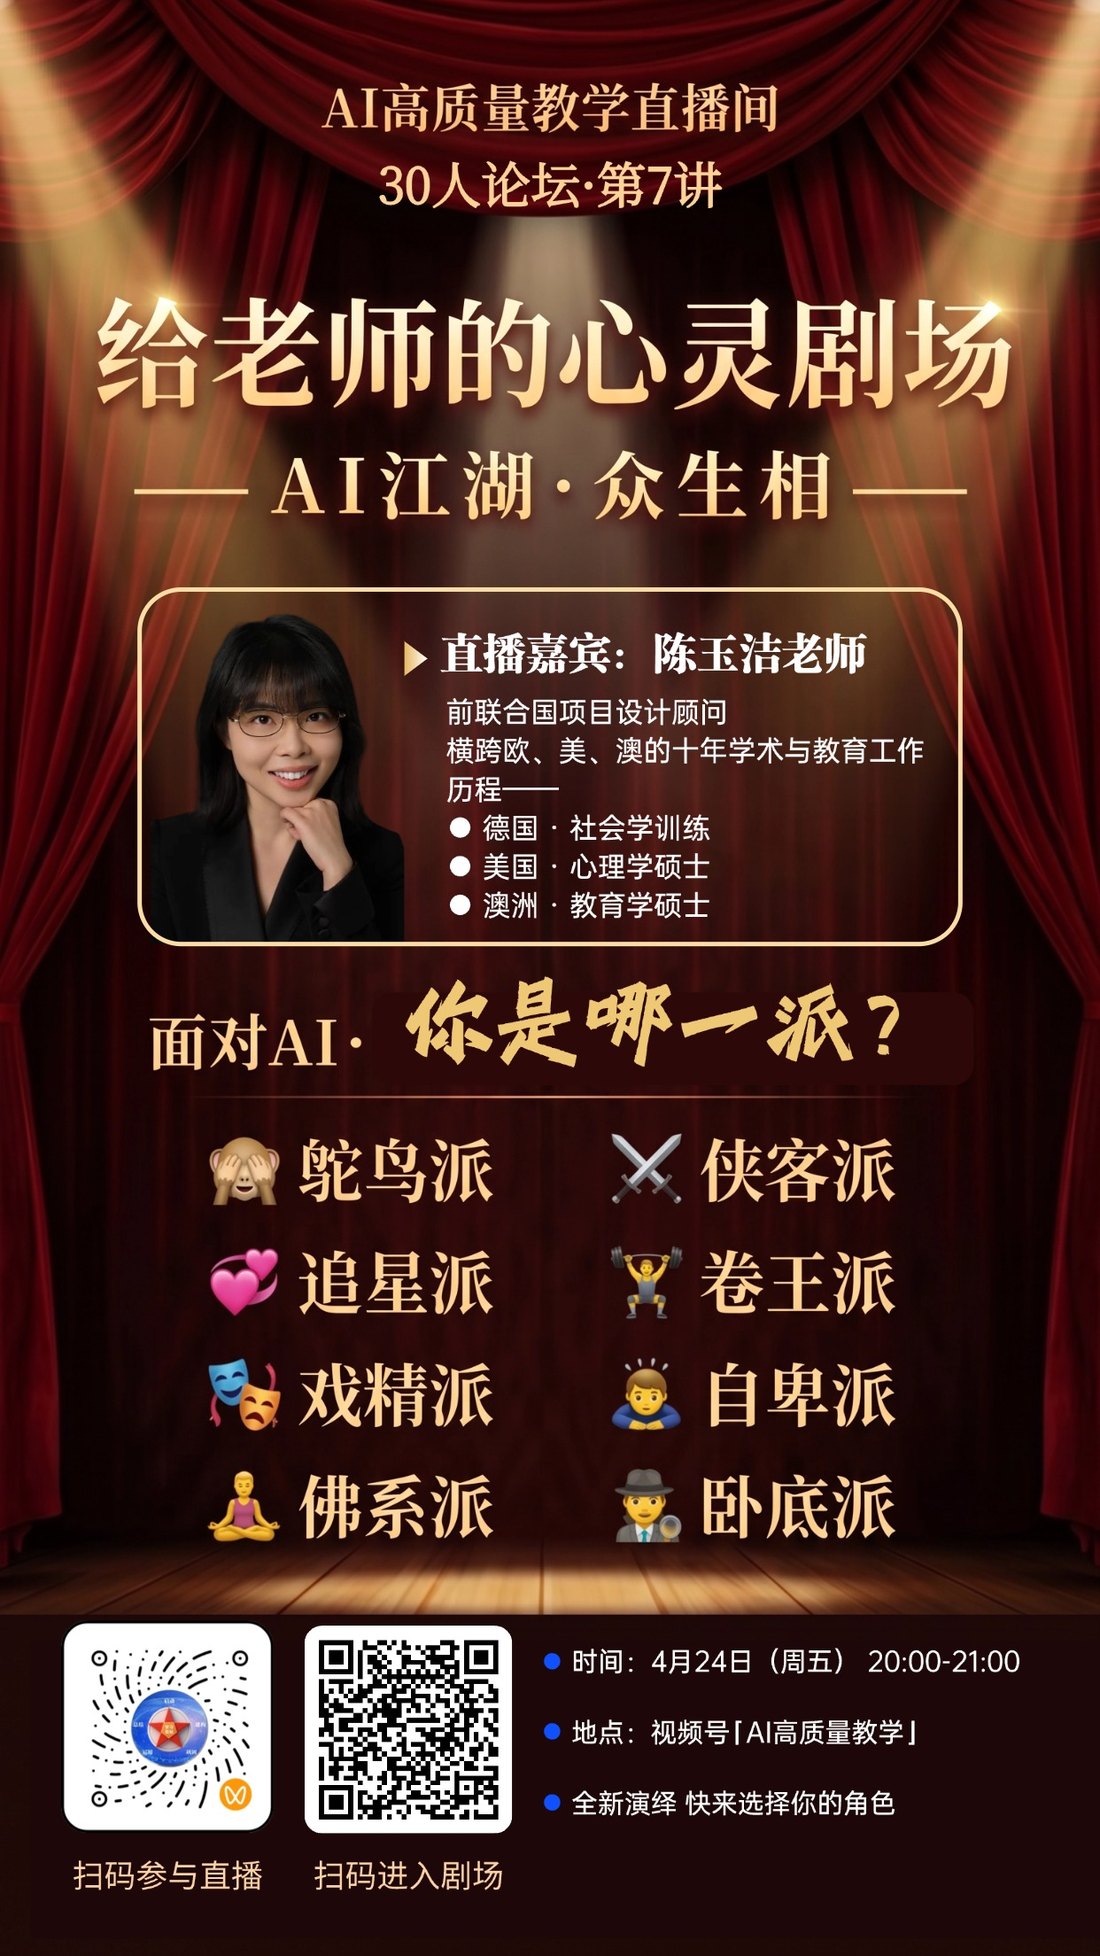 AI高质量教学直播间
30人论坛·第7讲
给老师的心灵剧场
AI江湖·众生相
直播嘉宾：陈玉洁老师
前联合国项目设计顾问
横跨欧、美、澳的十年学术与教育工作
历程——
● 德国 · 社会学训练
● 美国 · 心理学硕士
● 澳洲 · 教育学硕士
面对AI· 你是哪一派？
鸵鸟派
侠客派
追星派
卷王派
戏精派
自卑派
佛系派
卧底派
时间：4月24日（周五） 20:00-21:00
地点：视频号「AI高质量教学」
全新演绎 快来选择你的角色
扫码参与直播
扫码进入剧场